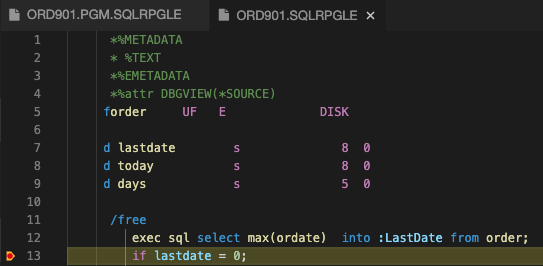 ORD901.PGM.SQLRPGLE ORD901.SQLRPGLE ×
1 *%METADATA
2 * %TEXT
3 *%EMETADATA
4 *%attr DBGVIEW(*SOURCE)
5 forder UF E DISK
6
7 d lastdate s 8 0
8 d today s 8 0
9 d days s 5 0
10
11 /free
12 exec sql select max(ordate) into :LastDate from order;
13 if lastdate = 0;